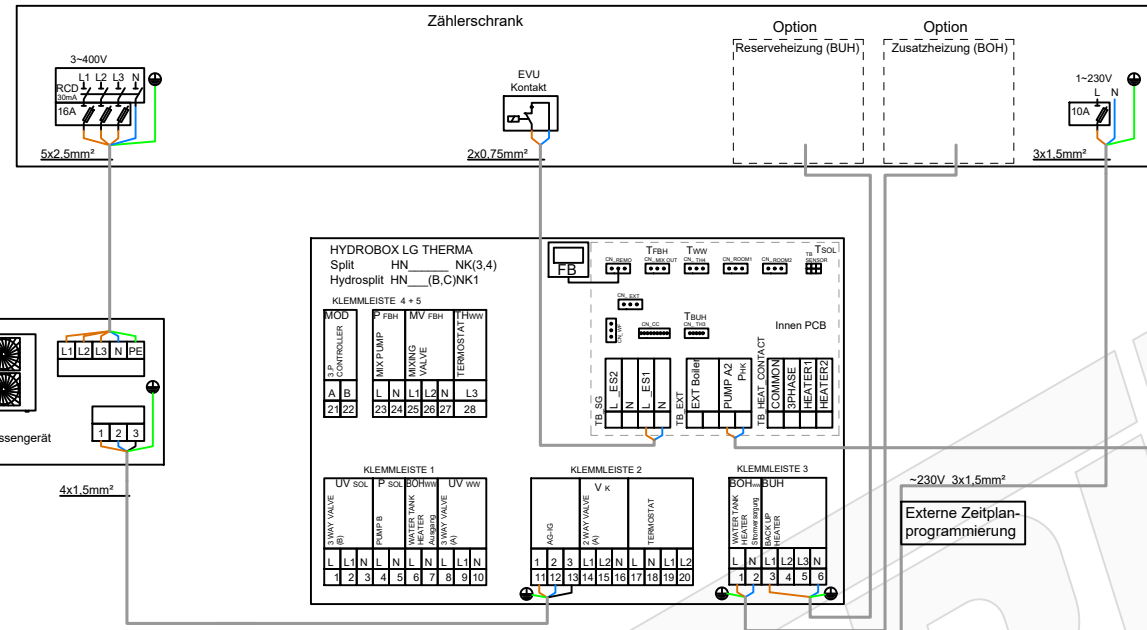 Zählerschrank
Option
Option
Reserveheizung (BUH)
Zusatzheizung (BOH)
3~400V
L1 L2 L3 N
RCD
30mA
16A
5x2,5mm²
EVU
Kontakt
2x0,75mm²
1~230V
L N
10A
3x1,5mm²
HYDROBOX LG THERMA
Split HN______ NK(3,4)
Hydrosplit HN___(B,C)NK1
FB
TFBH
TWW
TSOL
CN_REMO
CN_MIX OUT
CN_TH4
CN_ROOM1
CN_ROOM2
TB
SENSOR
CN_EXT
CN_WF
CN_CC
TBUH
CN_TH3
Innen PCB
KLEMMLEISTE 4 + 5
MOD
P FBH
MV FBH
THWW
3.P.
CONTROLLER
MIX PUMP
MIXING
VALVE
TERMOSTAT
A B L N L1 L2 N L3
21 22 23 24 25 26 27 28
TB_SG
L_ES2
N
L_ES1
N
TB_EXT
EXT Boiler
PUMP A2
PHK
TB_HEAT_CONTACT
COMMON
3PHASE
HEATER1
HEATER2
L1 L2 L3 N PE
1 2 3
ssengerät
4x1,5mm²
KLEMMLEISTE 1
UV SOL
P SOL
BOHWW
UV WW
3 WAY VALVE
(B)
PUMP B
WATER TANK
HEATER
Ausgang
3 WAY VALVE
(A)
L L1 N L N L N L L1 N
1 2 3 4 5 6 7 8 9 10
KLEMMLEISTE 2
V K
AG-IG
2 WAY VALVE
(A)
TERMOSTAT
1 2 3 L1 L2 N L N L1 L2
11 12 13 14 15 16 17 18 19 20
KLEMMLEISTE 3
BOHWW
BUH
WATER TANK
HEATER
Stromversorgung
BACK UP
HEATER
L N L1 L2 L3 N
1 2 3 4 5 6
~230V 3x1,5mm²
Externe Zeitplan-
programmierung